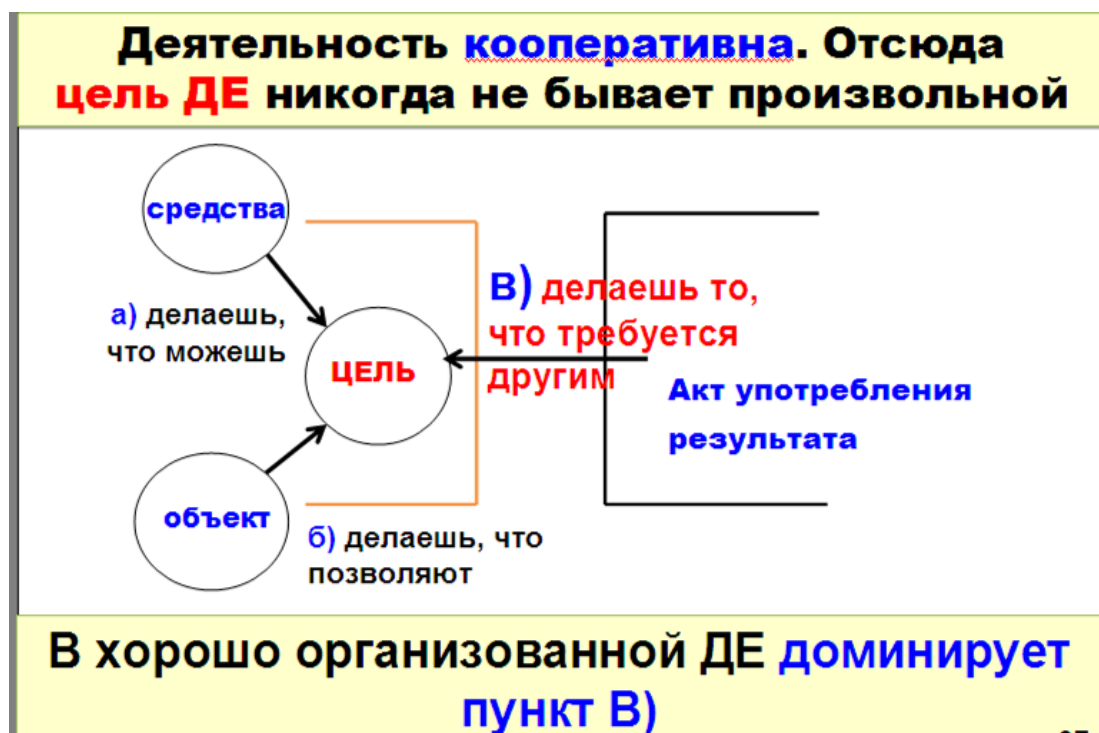 Деятельность кооперативна. Отсюда
цель ДЕ никогда не бывает произвольной
средства
а) делаешь,
что можешь
ЦЕЛЬ
В) делаешь то,
что требуется
другим
Акт употребления
результата
объект
б) делаешь, что
позволяют
В хорошо организованной ДЕ доминирует
пункт В)